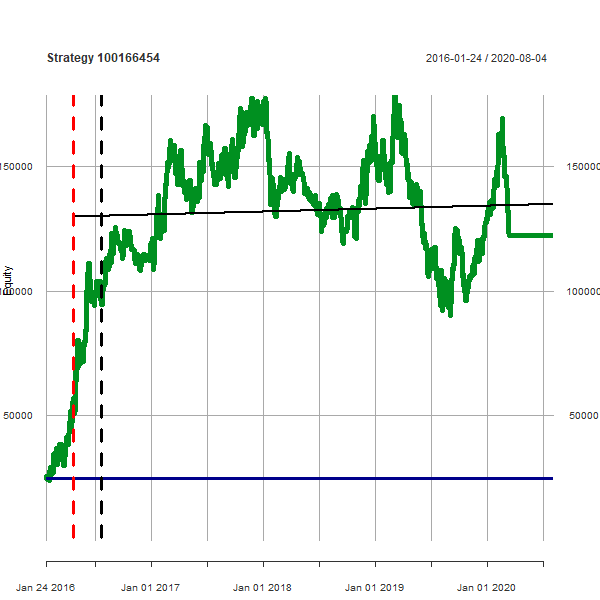 Strategy 100166454
2016-01-24 / 2020-08-04
150000
150000
Equity
100000
100000
50000
50000
Jan 24 2016
Jan 01 2017
Jan 01 2018
Jan 01 2019
Jan 01 2020